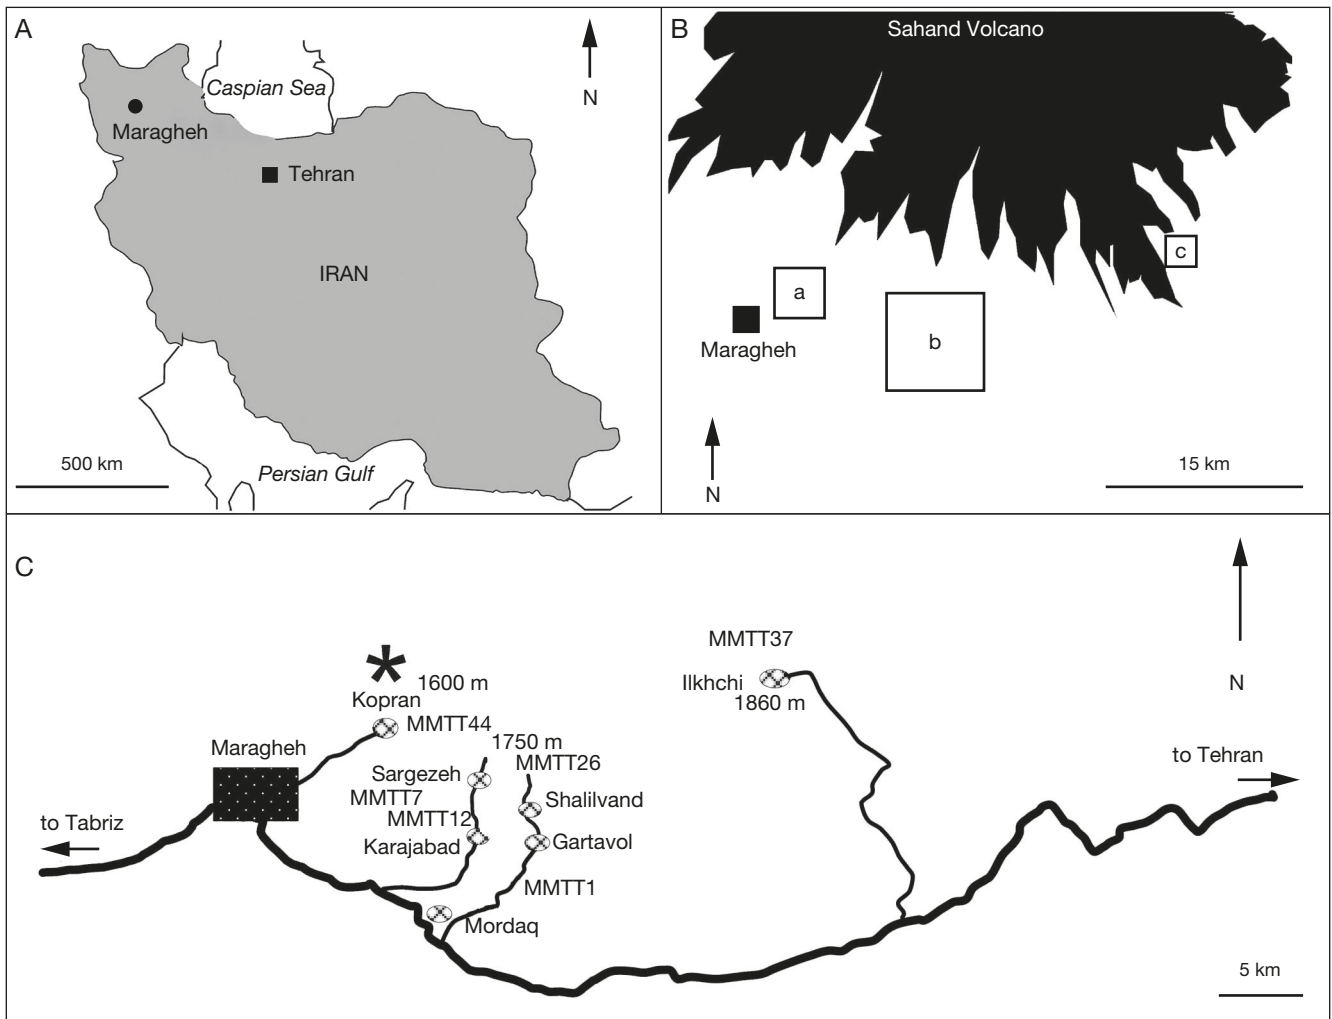 A
Caspian Sea
N
Maragheh
Tehran
IRAN
500 km
Persian Gulf
B
Sahand Volcano
c
a
b
Maragheh
15 km
N
C
MMTT37
1600 m
Ilkhchi
1860 m
N
Kopran
MMTT44
Maragheh
1750 m
MMTT26
to Tehran
Sargezeh
MMTT7
Shalilvand
MMTT12
to Tabriz
Karajabad
Gartavol
MMTT1
Mordaq
5 km